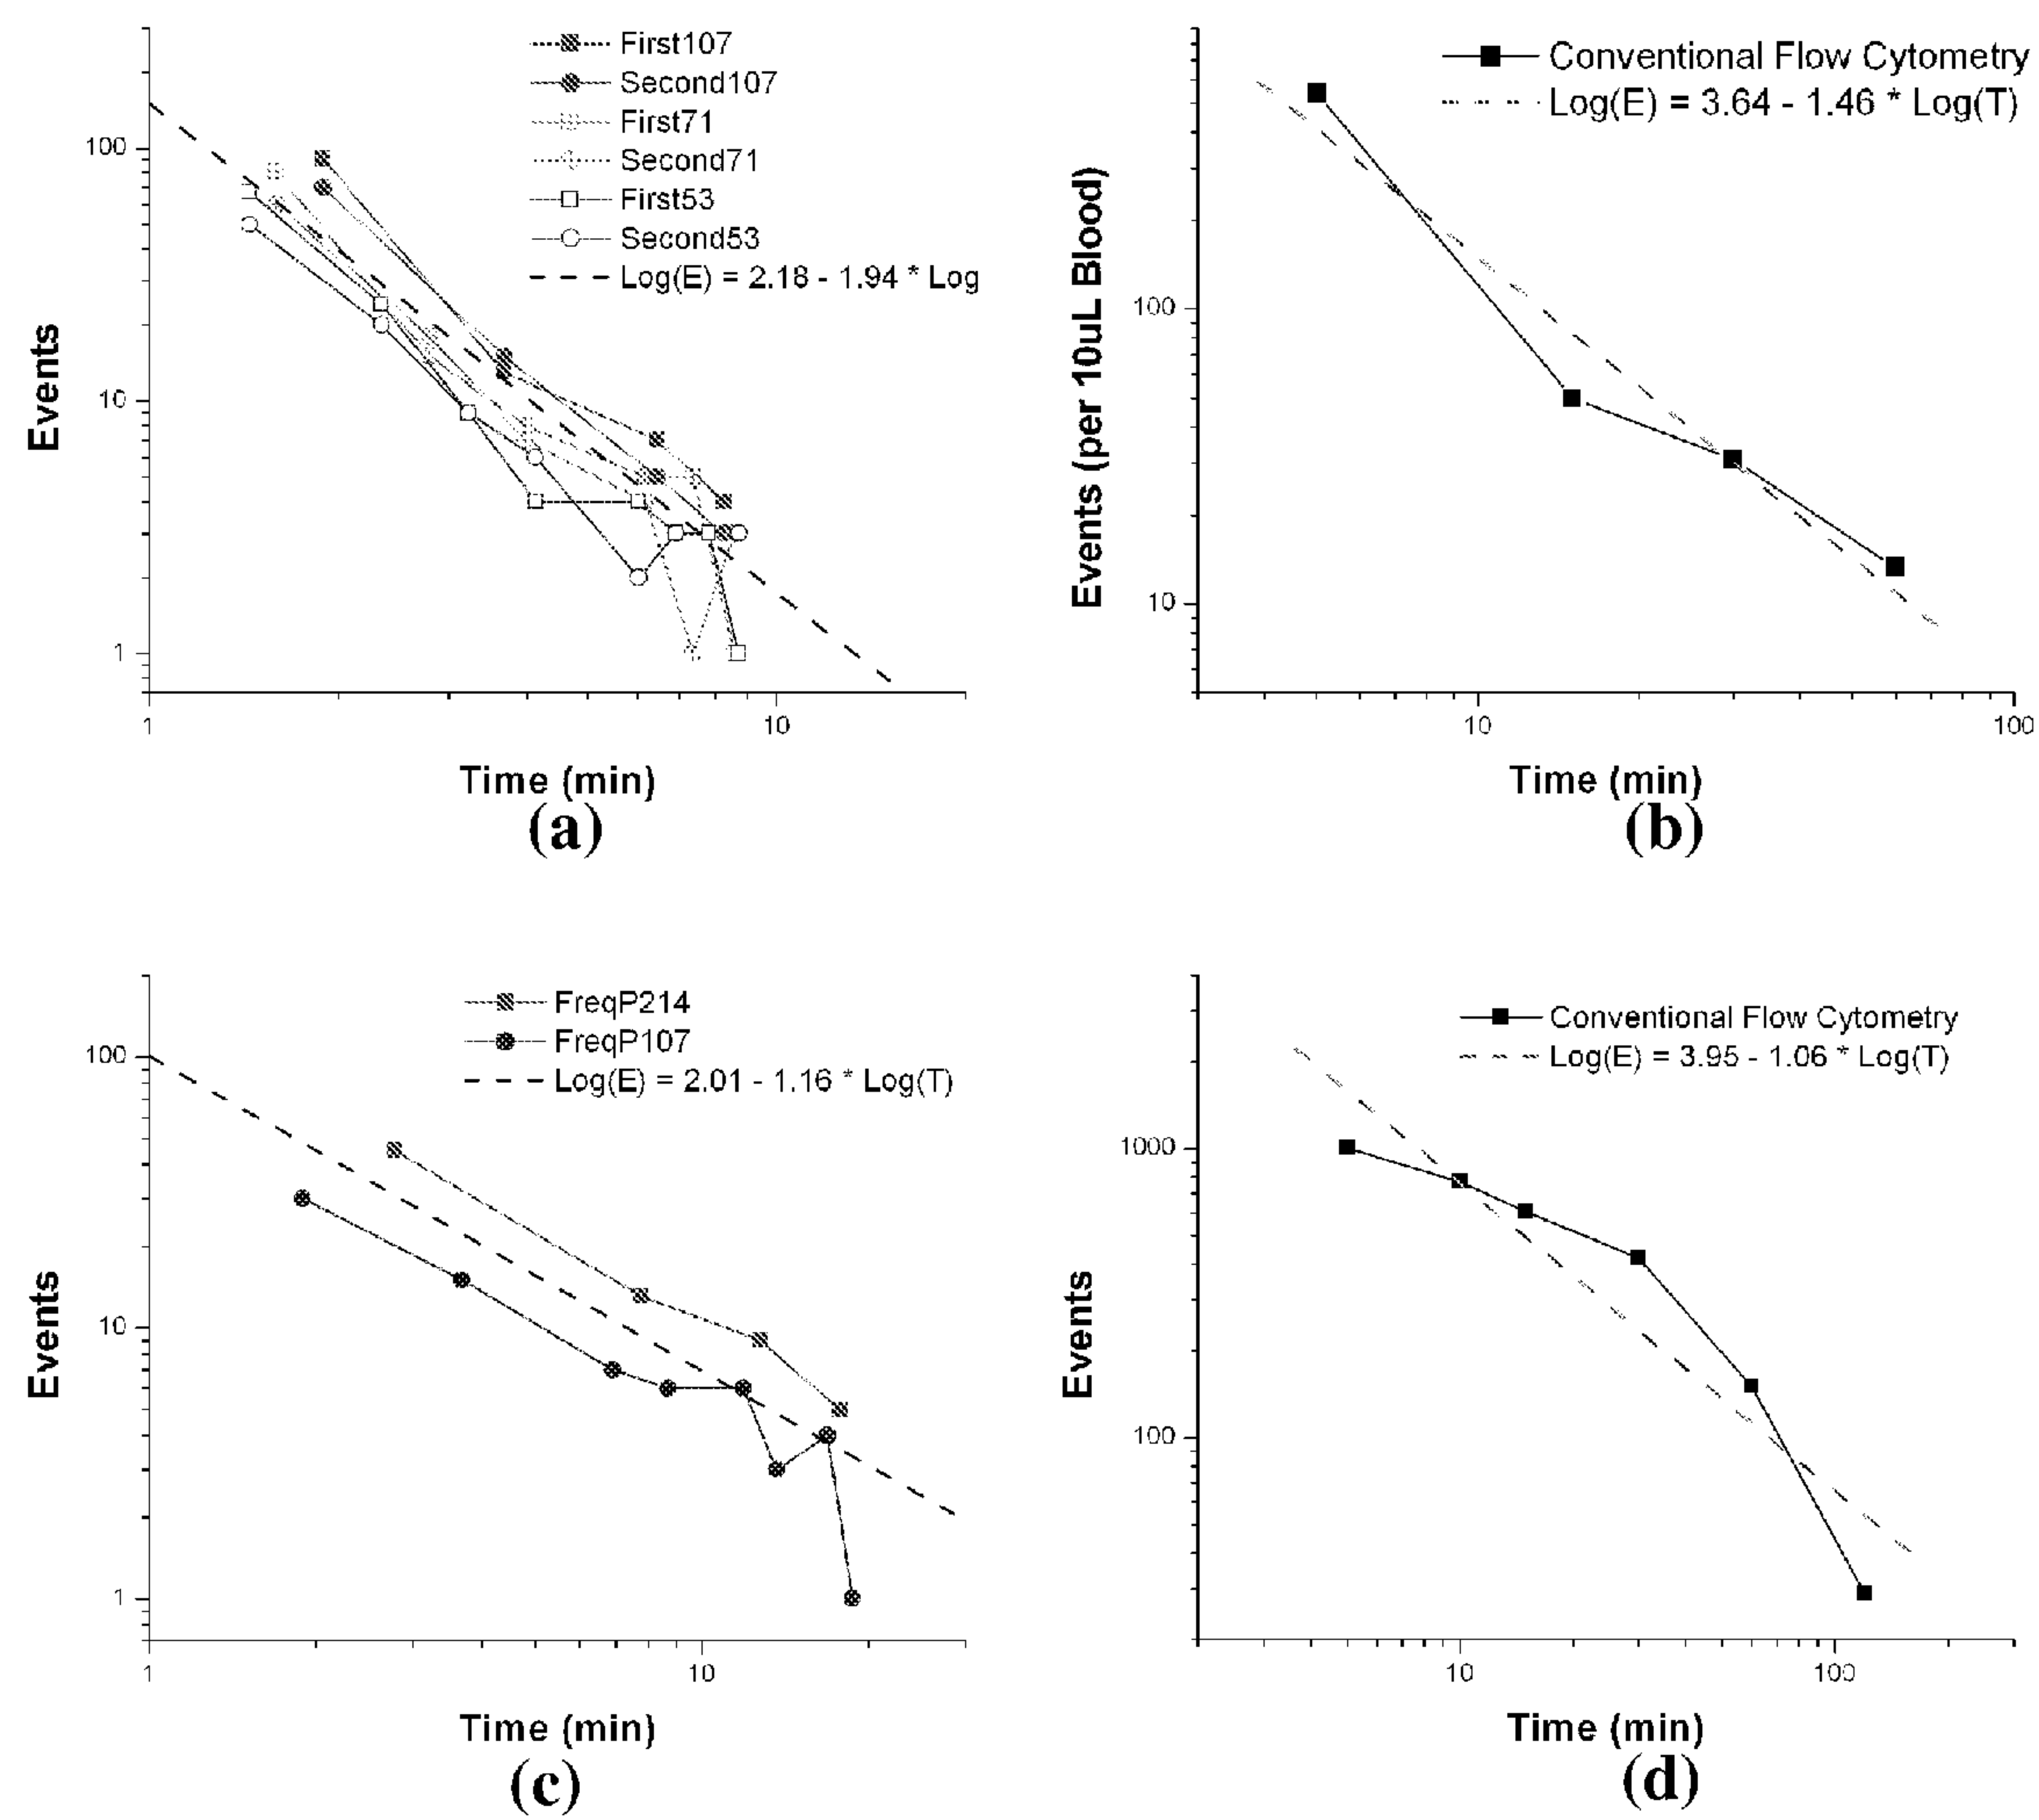 First107
Second107
First71
Second71
First53
Second53
Log(E) = 2.18 - 1.94 * Log
Events
100
10
1
1
10
Time (min)
(a)
Conventional Flow Cytometry
Log(E) = 3.64 - 1.46 * Log(T)
Events (per 10uL Blood)
100
10
10
100
Time (min)
(b)
FreqP214
FreqP107
Log(E) = 2.01 - 1.16 * Log(T)
Events
100
10
1
1
10
Time (min)
(c)
Conventional Flow Cytometry
Log(E) = 3.95 - 1.06 * Log(T)
Events
1000
100
10
100
Time (min)
(d)